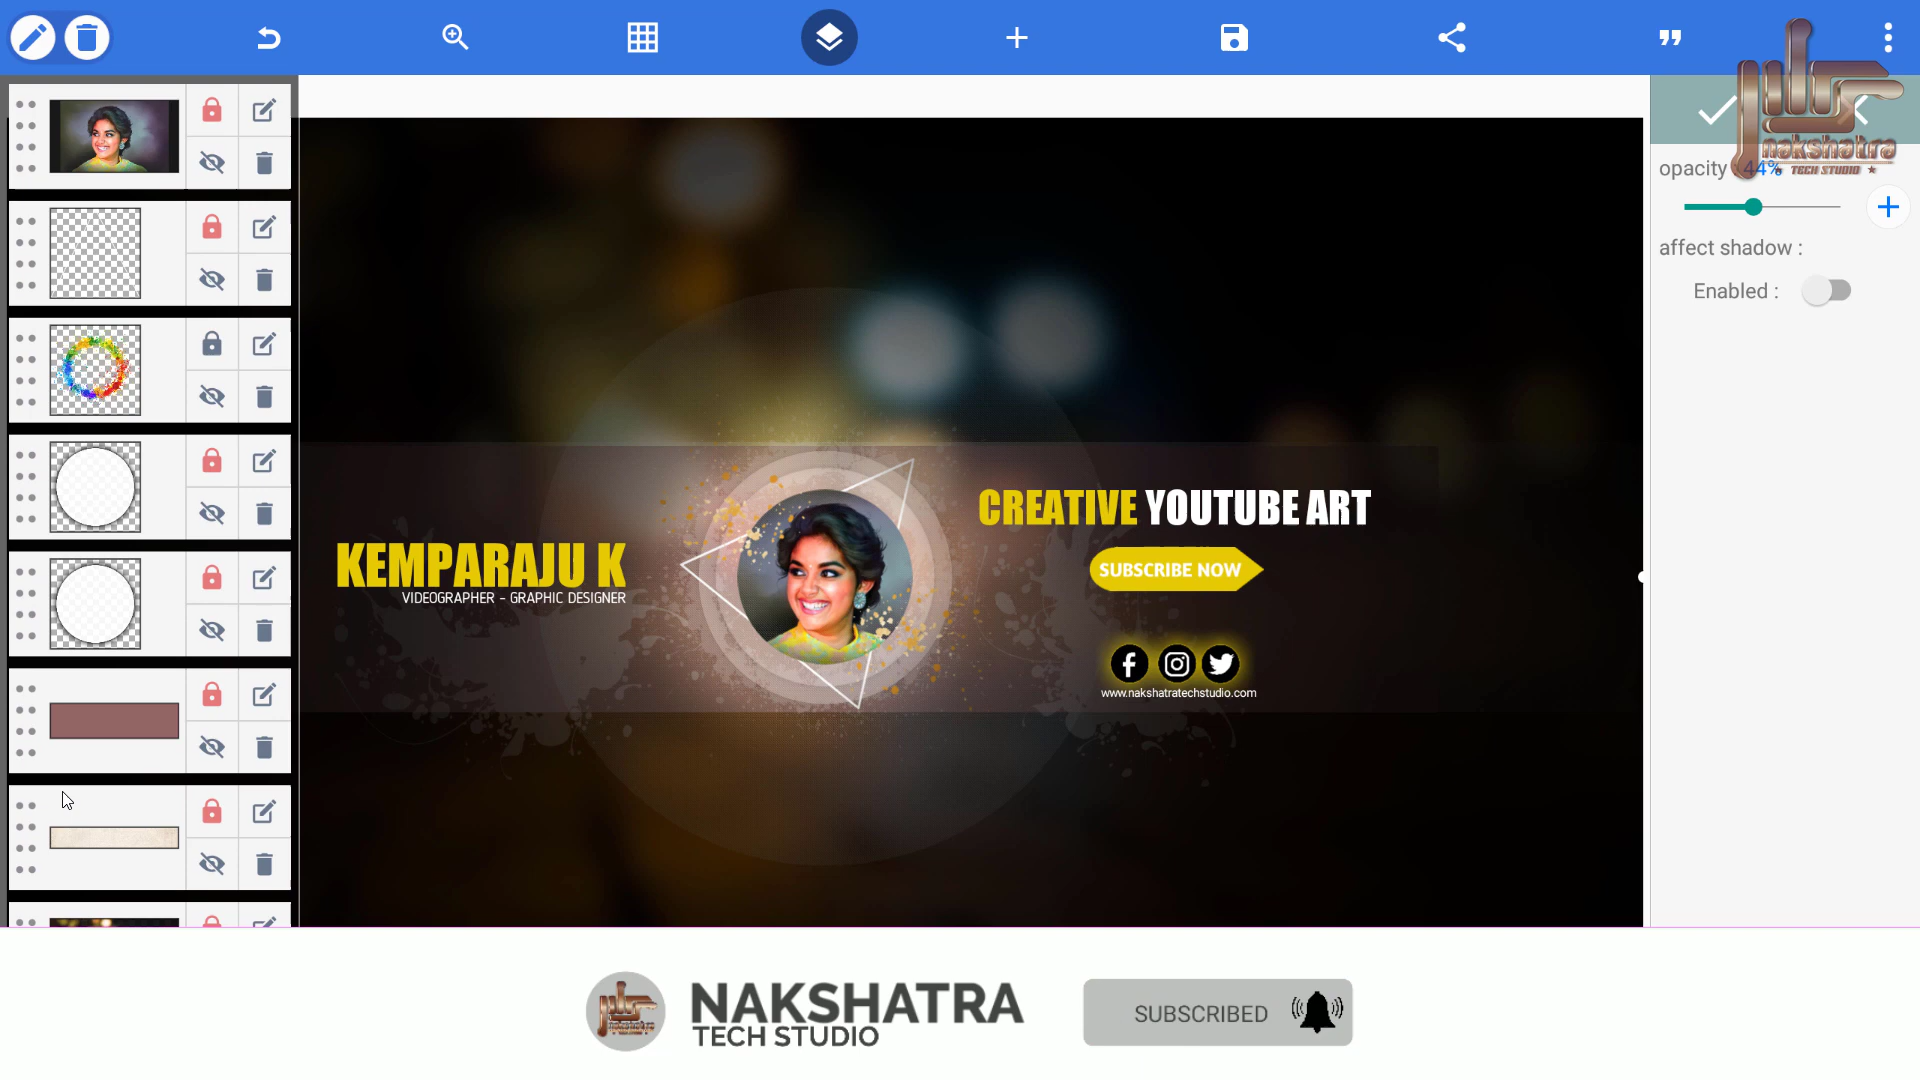 nakshatra
TECH STUDIO
opacity 44%
affect shadow :
Enabled :
CREATIVE YOUTUBE ART
KEMPARAJU K
VIDEOGRAPHER - GRAPHIC DESIGNER
SUBSCRIBE NOW
www.nakshatratechstudio.com
NAKSHATRA
TECH STUDIO
SUBSCRIBED